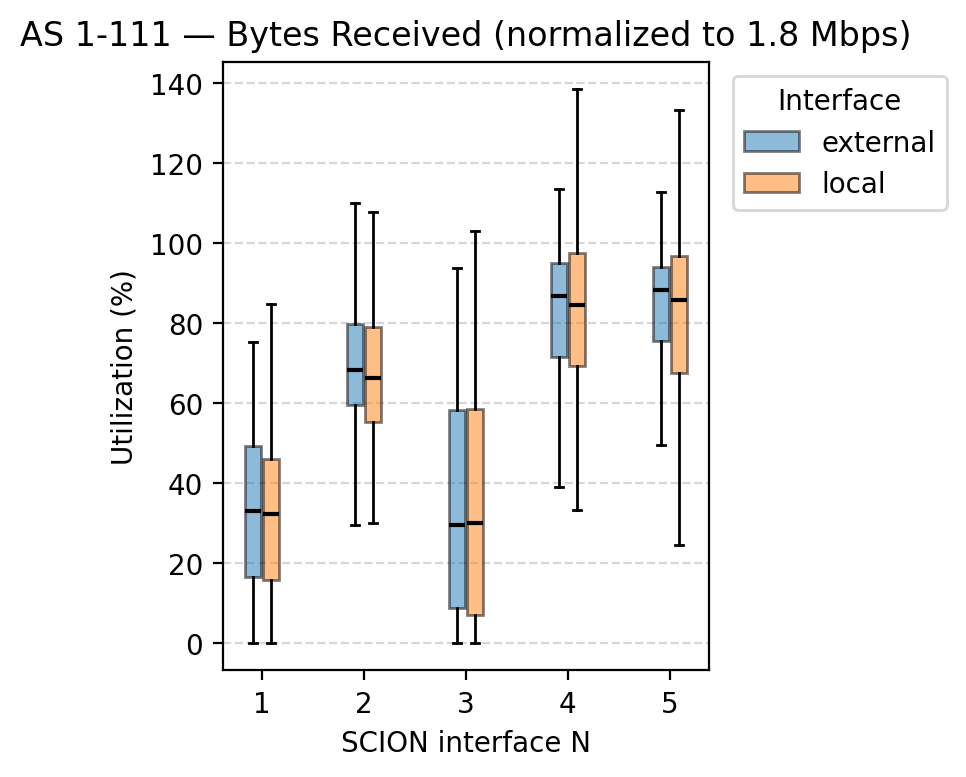 AS 1-111 — Bytes Received (normalized to 1.8 Mbps)
Utilization (%)
140
120
100
80
60
40
20
0
1 2 3 4 5
SCION interface N
Interface
external
local